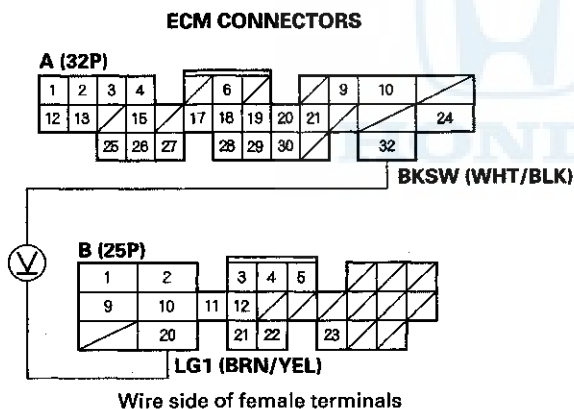 ECM CONNECTORS
A (32P)
1 2 3 4 6 9 10
12 13 15 17 18 19 20 21 24
25 26 27 28 29 30 32
BKSW (WHT/BLK)
V
B (25P)
1 2 3 4 5
9 10 11 12
20 21 22 23
LG1 (BRN/YEL)
Wire side of female terminals